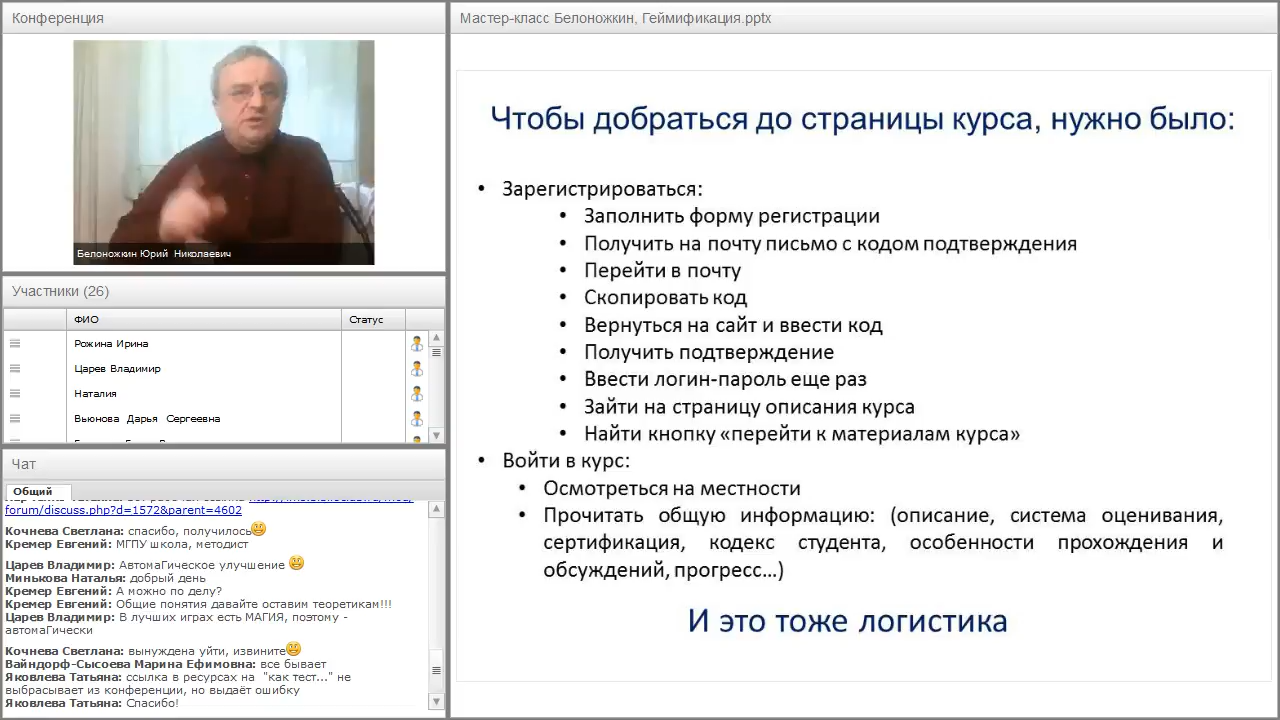 Конференция
Белоножкин Юрий Николаевич
Участники (26)
ФИО Статус
Рожина Ирина
Царев Владимир
Наталия
Вьюнова Дарья Сергеевна
Чат
Общий
forum/discuss.php?d=1572&parent=4602
Кочнева Светлана: спасибо, получилось
Кремер Евгений: МГПУ школа, методист
Царев Владимир: АвтомаГическое улучшение
Минькова Наталья: добрый день
Кремер Евгений: А можно по делу?
Кремер Евгений: Общие понятия давайте оставим теоретикам!!!
Царев Владимир: В лучших играх есть МАГИЯ, поэтому -
автомаГически
Кочнева Светлана: вынуждена уйти, извините
Вайндорф-Сысоева Марина Ефимовна: все бывает
Яковлева Татьяна: ссылка в ресурсах на "как тест..." не
выбрасывает из конференции, но выдаёт ошибку
Яковлева Татьяна: Спасибо!
Мастер-класс Белоножкин, Геймификация.pptx
Чтобы добраться до страницы курса, нужно было:
• Зарегистрироваться:
• Заполнить форму регистрации
• Получить на почту письмо с кодом подтверждения
• Перейти в почту
• Скопировать код
• Вернуться на сайт и ввести код
• Получить подтверждение
• Ввести логин-пароль еще раз
• Зайти на страницу описания курса
• Найти кнопку «перейти к материалам курса»
• Войти в курс:
• Осмотреться на местности
• Прочитать общую информацию: (описание, система оценивания,
сертификация, кодекс студента, особенности прохождения и
обсуждений, прогресс…)
И это тоже логистика